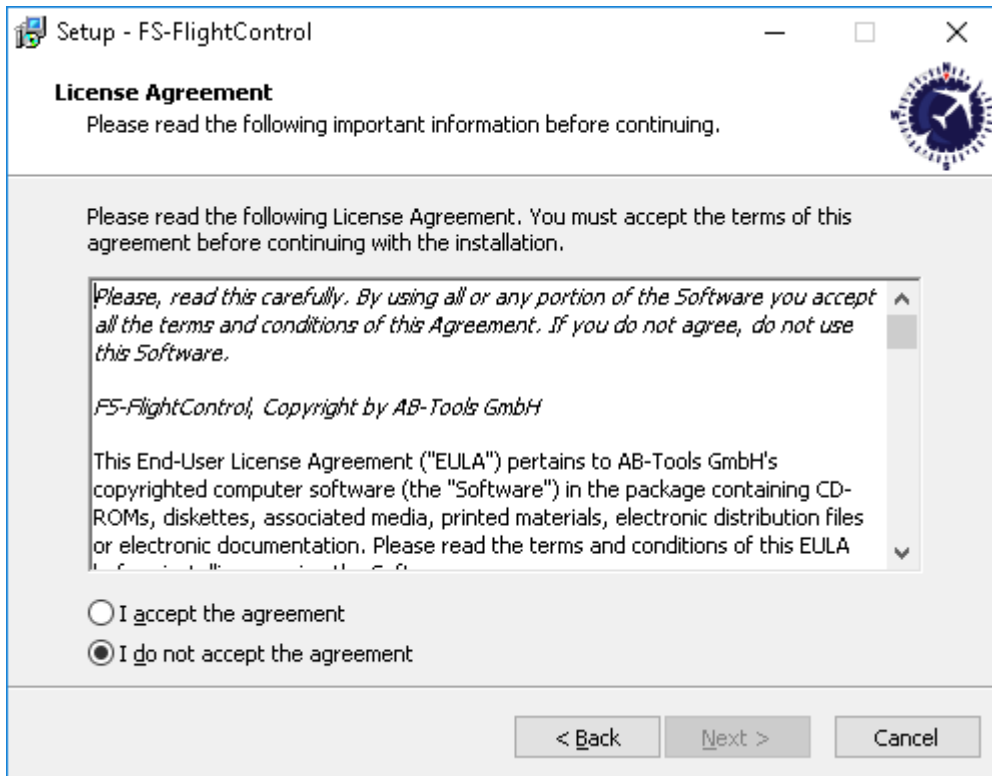 Setup - FS-FlightControl
License Agreement
Please read the following important information before continuing.
Please read the following License Agreement. You must accept the terms of this
agreement before continuing with the installation.
Please, read this carefully. By using all or any portion of the Software you accept
all the terms and conditions of this Agreement. If you do not agree, do not use
this Software.
FS-FlightControl, Copyright by AB-Tools GmbH
This End-User License Agreement ("EULA") pertains to AB-Tools GmbH's
copyrighted computer software (the "Software") in the package containing CD-
ROMs, diskettes, associated media, printed materials, electronic distribution files
or electronic documentation. Please read the terms and conditions of this EULA
I accept the agreement
I do not accept the agreement
< Back
Next >
Cancel